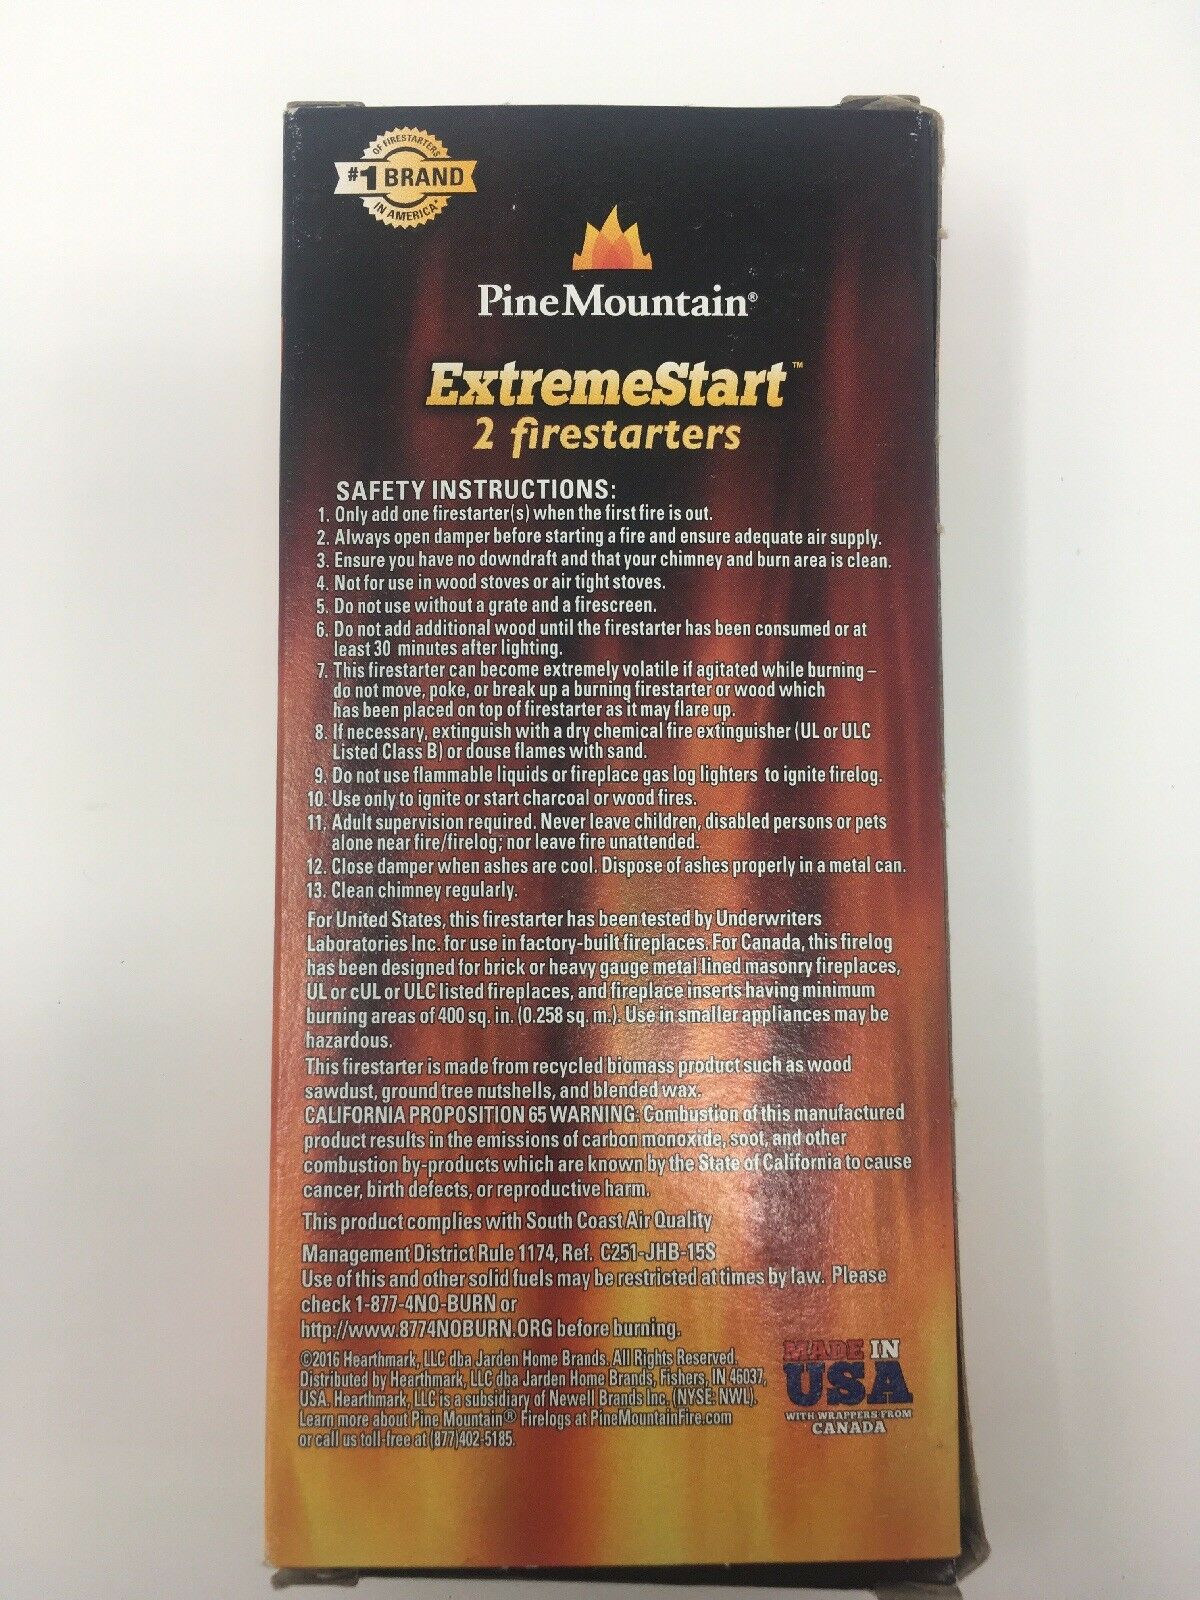 OF FIRESTARTERS
#1 BRAND
IN AMERICA*
PineMountain®
ExtremeStart™
2 firestarters
SAFETY INSTRUCTIONS:
1. Only add one firestarter(s) when the first fire is out.
2. Always open damper before starting a fire and ensure adequate air supply.
3. Ensure you have no downdraft and that your chimney and burn area is clean.
4. Not for use in wood stoves or air tight stoves.
5. Do not use without a grate and a firescreen.
6. Do not add additional wood until the firestarter has been consumed or at
least 30 minutes after lighting.
7. This firestarter can become extremely volatile if agitated while burning –
do not move, poke, or break up a burning firestarter or wood which
has been placed on top of firestarter as it may flare up.
8. If necessary, extinguish with a dry chemical fire extinguisher (UL or ULC
Listed Class B) or douse flames with sand.
9. Do not use flammable liquids or fireplace gas log lighters to ignite firelog.
10. Use only to ignite or start charcoal or wood fires.
11. Adult supervision required. Never leave children, disabled persons or pets
alone near fire/firelog; nor leave fire unattended.
12. Close damper when ashes are cool. Dispose of ashes properly in a metal can.
13. Clean chimney regularly.
For United States, this firestarter has been tested by Underwriters
Laboratories Inc. for use in factory-built fireplaces. For Canada, this firelog
has been designed for brick or heavy gauge metal lined masonry fireplaces,
UL or cUL or ULC listed fireplaces, and fireplace inserts having minimum
burning areas of 400 sq. in. (0.258 sq. m.). Use in smaller appliances may be
hazardous.
This firestarter is made from recycled biomass product such as wood
sawdust, ground tree nutshells, and blended wax.
CALIFORNIA PROPOSITION 65 WARNING: Combustion of this manufactured
product results in the emissions of carbon monoxide, soot, and other
combustion by-products which are known by the State of California to cause
cancer, birth defects, or reproductive harm.
This product complies with South Coast Air Quality
Management District Rule 1174, Ref. C251-JHB-15S
Use of this and other solid fuels may be restricted at times by law. Please
check 1-877-4NO-BURN or
http://www.8774NOBURN.ORG before burning.
©2016 Hearthmark, LLC dba Jarden Home Brands. All Rights Reserved.
Distributed by Hearthmark, LLC dba Jarden Home Brands, Fishers, IN 46037,
USA. Hearthmark, LLC is a subsidiary of Newell Brands Inc. (NYSE: NWL).
Learn more about Pine Mountain® Firelogs at PineMountainFire.com
or call us toll-free at (877)402-5185.
MADE IN
USA
WITH WRAPPERS FROM
CANADA